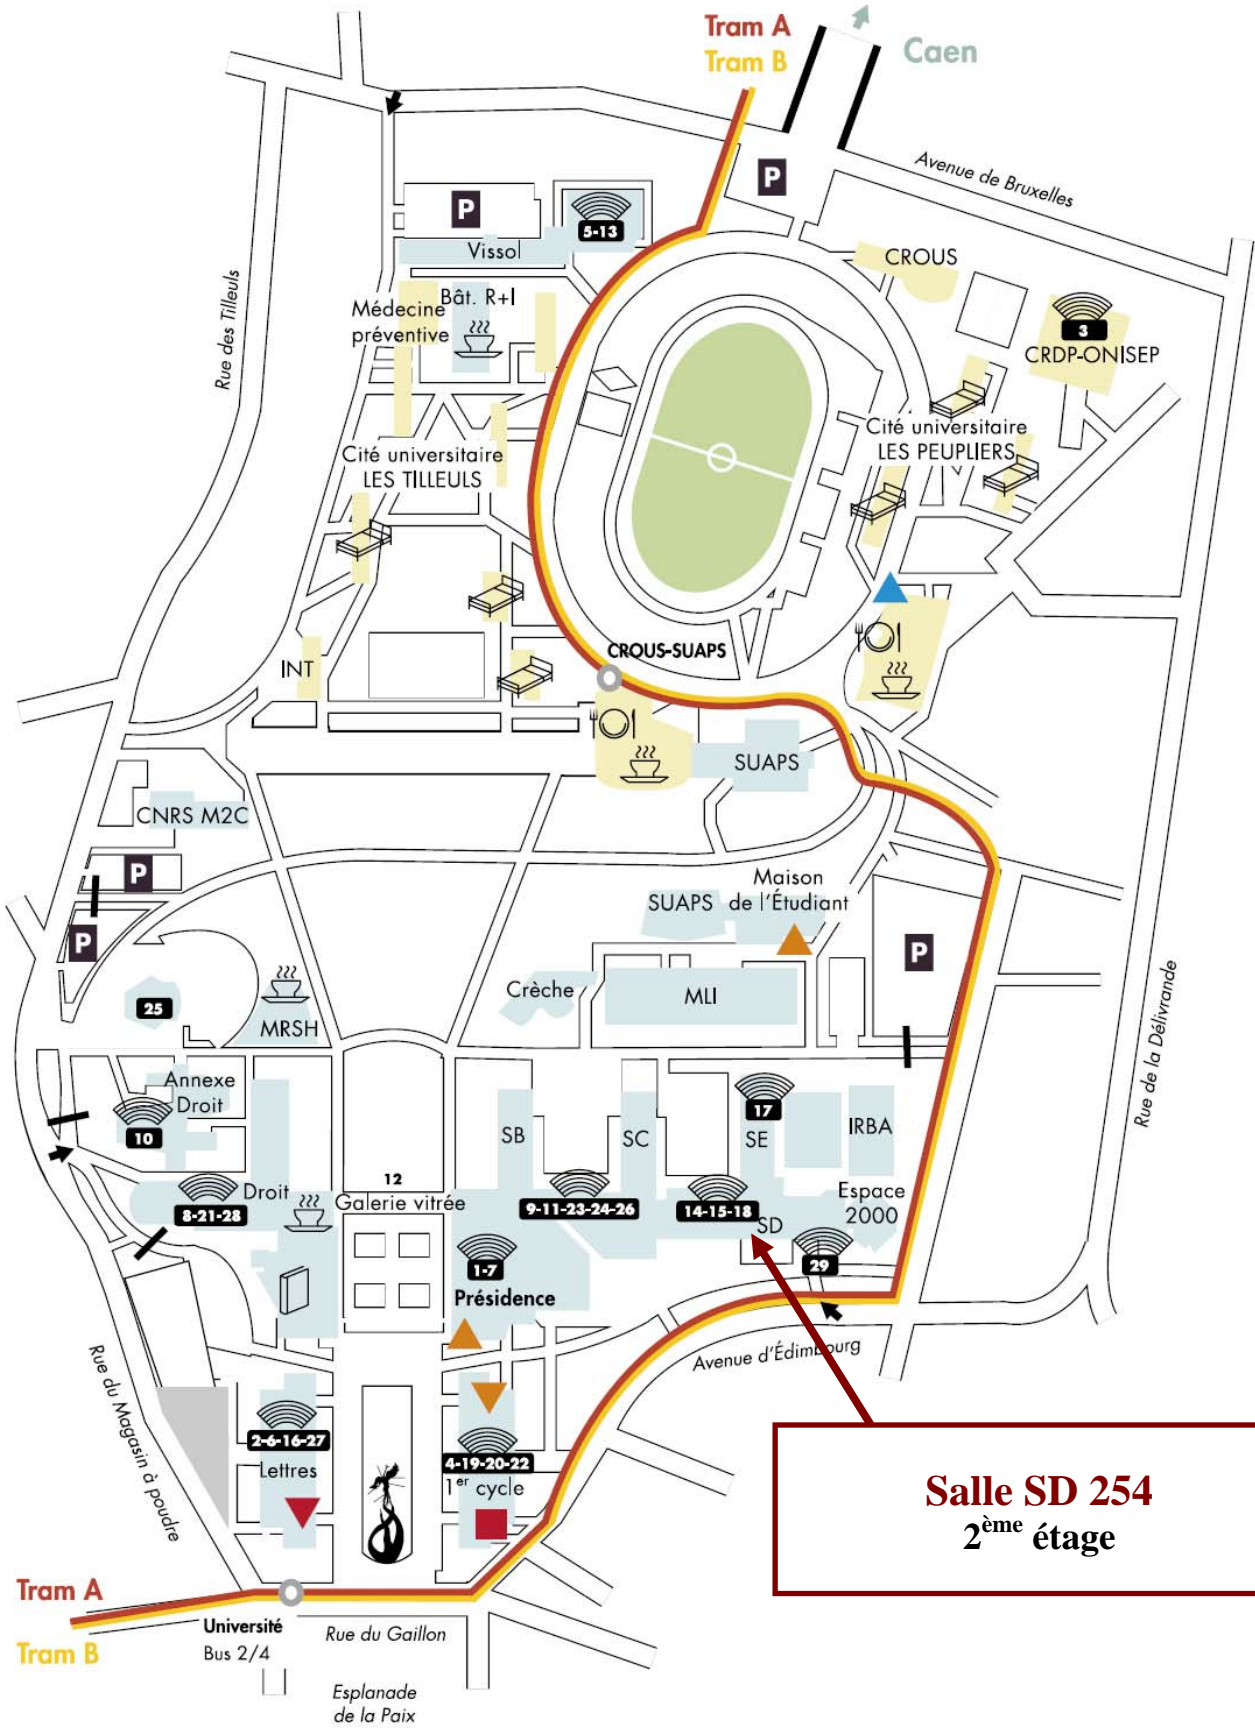 Tram A
Tram B
Caen
Avenue de Bruxelles
P
P
5-13
Vissol
CROUS
Rue des Tilleuls
Bât. R+I
Médecine
préventive
3
CRDP-ONISEP
Cité universitaire
LES TILLEULS
Cité universitaire
LES PEUPLIERS
CROUS-SUAPS
INT
SUAPS
CNRS M2C
P
P
Maison
de l'Étudiant
SUAPS
P
Crèche
MLI
25
MRSH
Rue de la Délivrande
Annexe
Droit
10
17
SB
SC
SE
IRBA
12
Galerie vitrée
Droit
8-21-28
9-11-23-24-26
14-15-18
SD
Espace
2000
29
1-7
Présidence
Avenue d'Édimbourg
Rue du Magasin à poudre
2-6-16-27
Lettres
4-19-20-22
1er cycle
Salle SD 254
2ème étage
Tram A
Tram B
Université
Bus 2/4
Rue du Gaillon
Esplanade
de la Paix